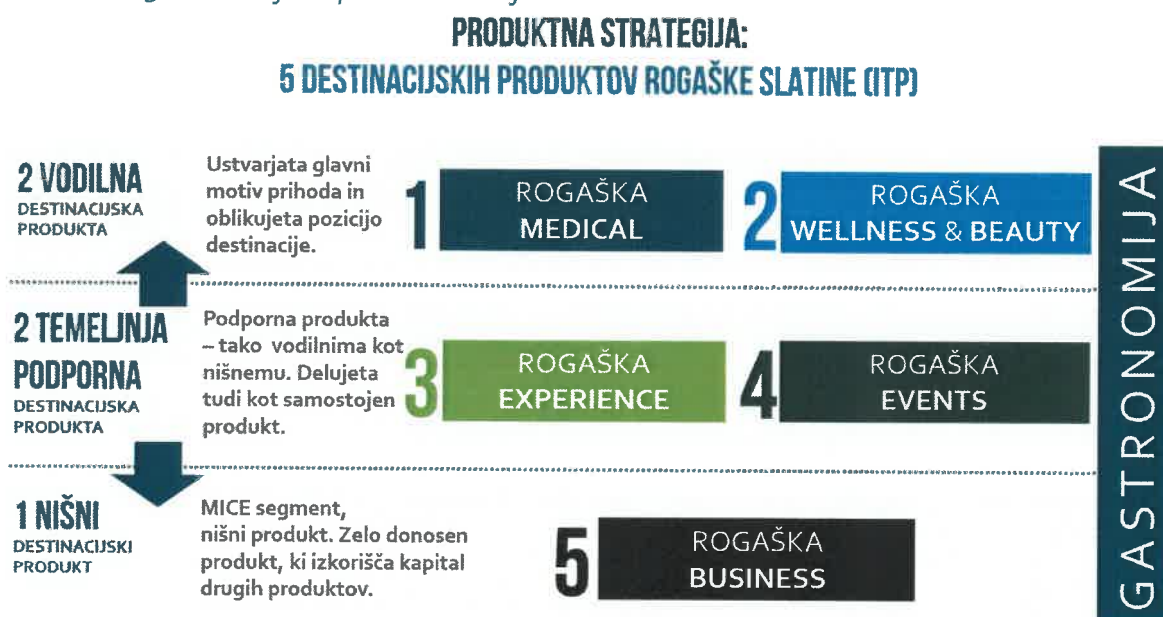 PRODUKTNA STRATEGIJA:
5 DESTINACIJSKIH PRODUKTOV ROGAŠKE SLATINE (ITP)
2 VODILNA
DESTINACIJSKA
PRODUKTA
Ustvarjata glavni
motiv prihoda in
oblikujeta pozicijo
destinacije.
1
ROGAŠKA
MEDICAL
2
ROGAŠKA
WELLNESS & BEAUTY
2 TEMELJNJA
PODPORNA
DESTINACIJSKA
PRODUKTA
Podporna produkta
– tako vodilnima kot
nišnemu. Delujeta
tudi kot samostojen
produkt.
3
ROGAŠKA
EXPERIENCE
4
ROGAŠKA
EVENTS
1 NIŠNI
DESTINACIJSKI
PRODUKT
MICE segment,
nišni produkt. Zelo donosen
produkt, ki izkorišča kapital
drugih produktov.
5
ROGAŠKA
BUSINESS
GASTRONOMIJA